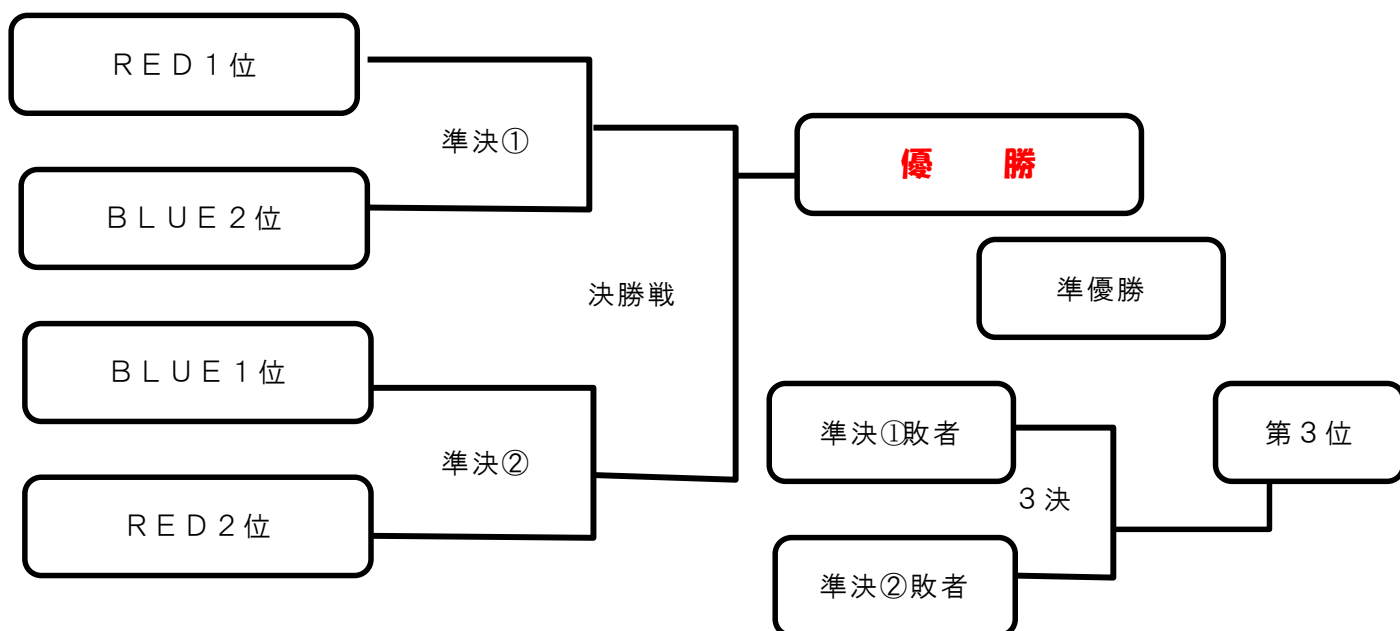 ＲＥＤ１位
準決①
ＢＬＵＥ２位
優　勝
決勝戦
準優勝
ＢＬＵＥ１位
準決②
ＲＥＤ２位
準決①敗者
３決
第３位
準決②敗者